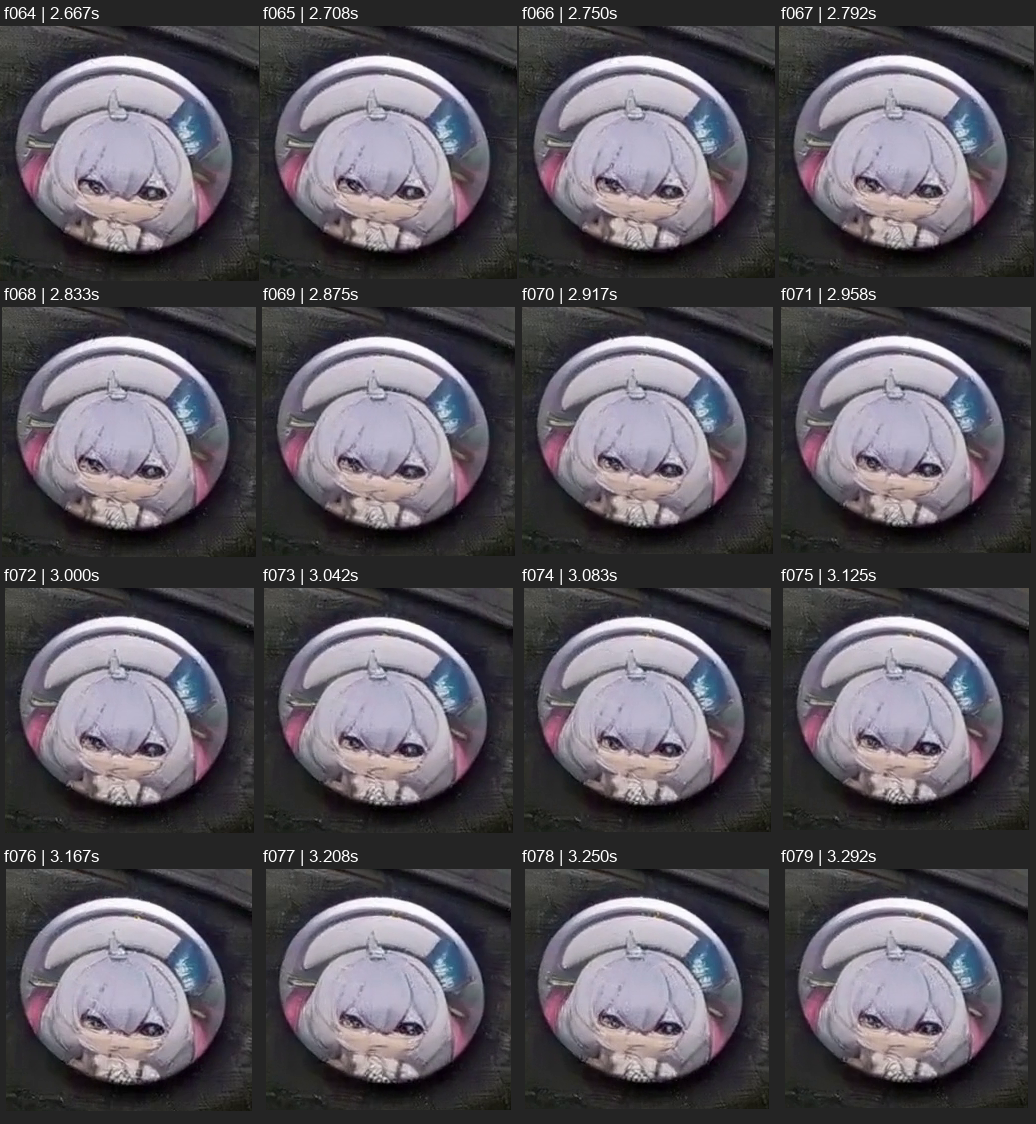 f064 | 2.667s
f065 | 2.708s
f066 | 2.750s
f067 | 2.792s
f068 | 2.833s
f069 | 2.875s
f070 | 2.917s
f071 | 2.958s
f072 | 3.000s
f073 | 3.042s
f074 | 3.083s
f075 | 3.125s
f076 | 3.167s
f077 | 3.208s
f078 | 3.250s
f079 | 3.292s